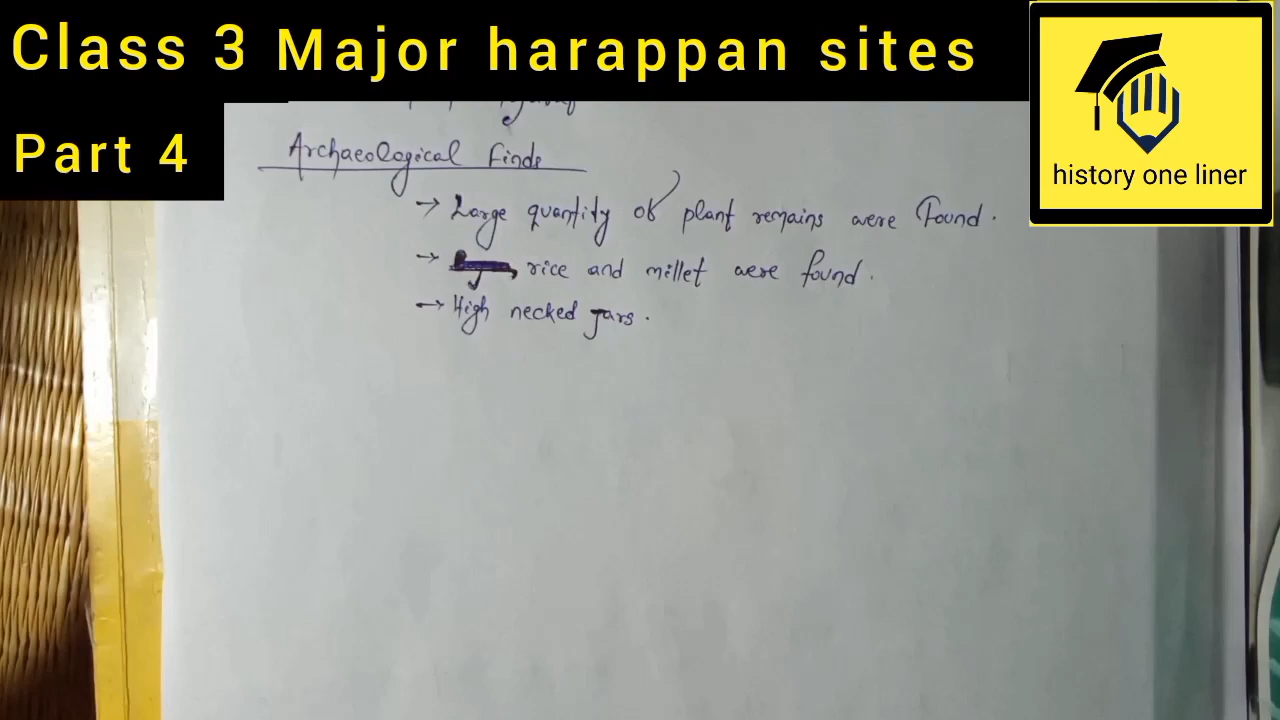 Class 3 Major harappan sites
Part 4
history one liner
Archaeological Finds
→ Large quantity of plant remains were Found.
→ rice and millet were found.
→ High necked Jars.